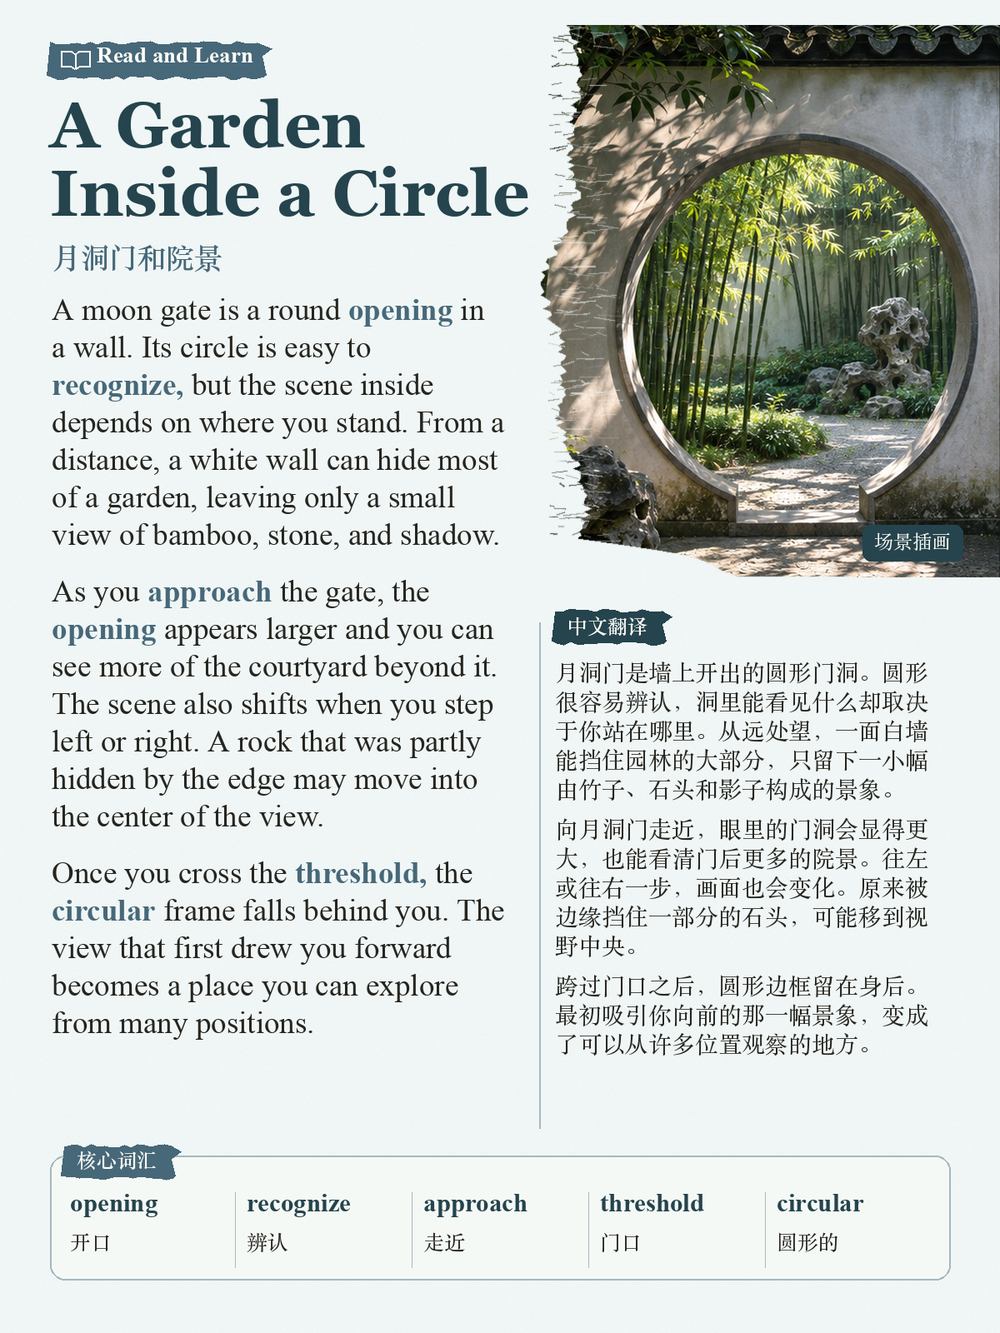 Read and Learn
A Garden
Inside a Circle
月洞门和院景
A moon gate is a round opening in
a wall. Its circle is easy to
recognize, but the scene inside
depends on where you stand. From a
distance, a white wall can hide most
of a garden, leaving only a small
view of bamboo, stone, and shadow.
As you approach the gate, the
opening appears larger and you can
see more of the courtyard beyond it.
The scene also shifts when you step
left or right. A rock that was partly
hidden by the edge may move into
the center of the view.
Once you cross the threshold, the
circular frame falls behind you. The
view that first drew you forward
becomes a place you can explore
from many positions.
场景插画
中文翻译
月洞门是墙上开出的圆形门洞。圆形
很容易辨认，洞里能看见什么却取决
于你站在哪里。从远处望，一面白墙
能挡住园林的大部分，只留下一小幅
由竹子、石头和影子构成的景象。
向月洞门走近，眼里的门洞会显得更
大，也能看清门后更多的院景。往左
或往右一步，画面也会变化。原来被
边缘挡住一部分的石头，可能移到视
野中央。
跨过门口之后，圆形边框留在身后。
最初吸引你向前的那一幅景象，变成
了可以从许多位置观察的地方。
核心词汇
opening
开口
recognize
辨认
approach
走近
threshold
门口
circular
圆形的